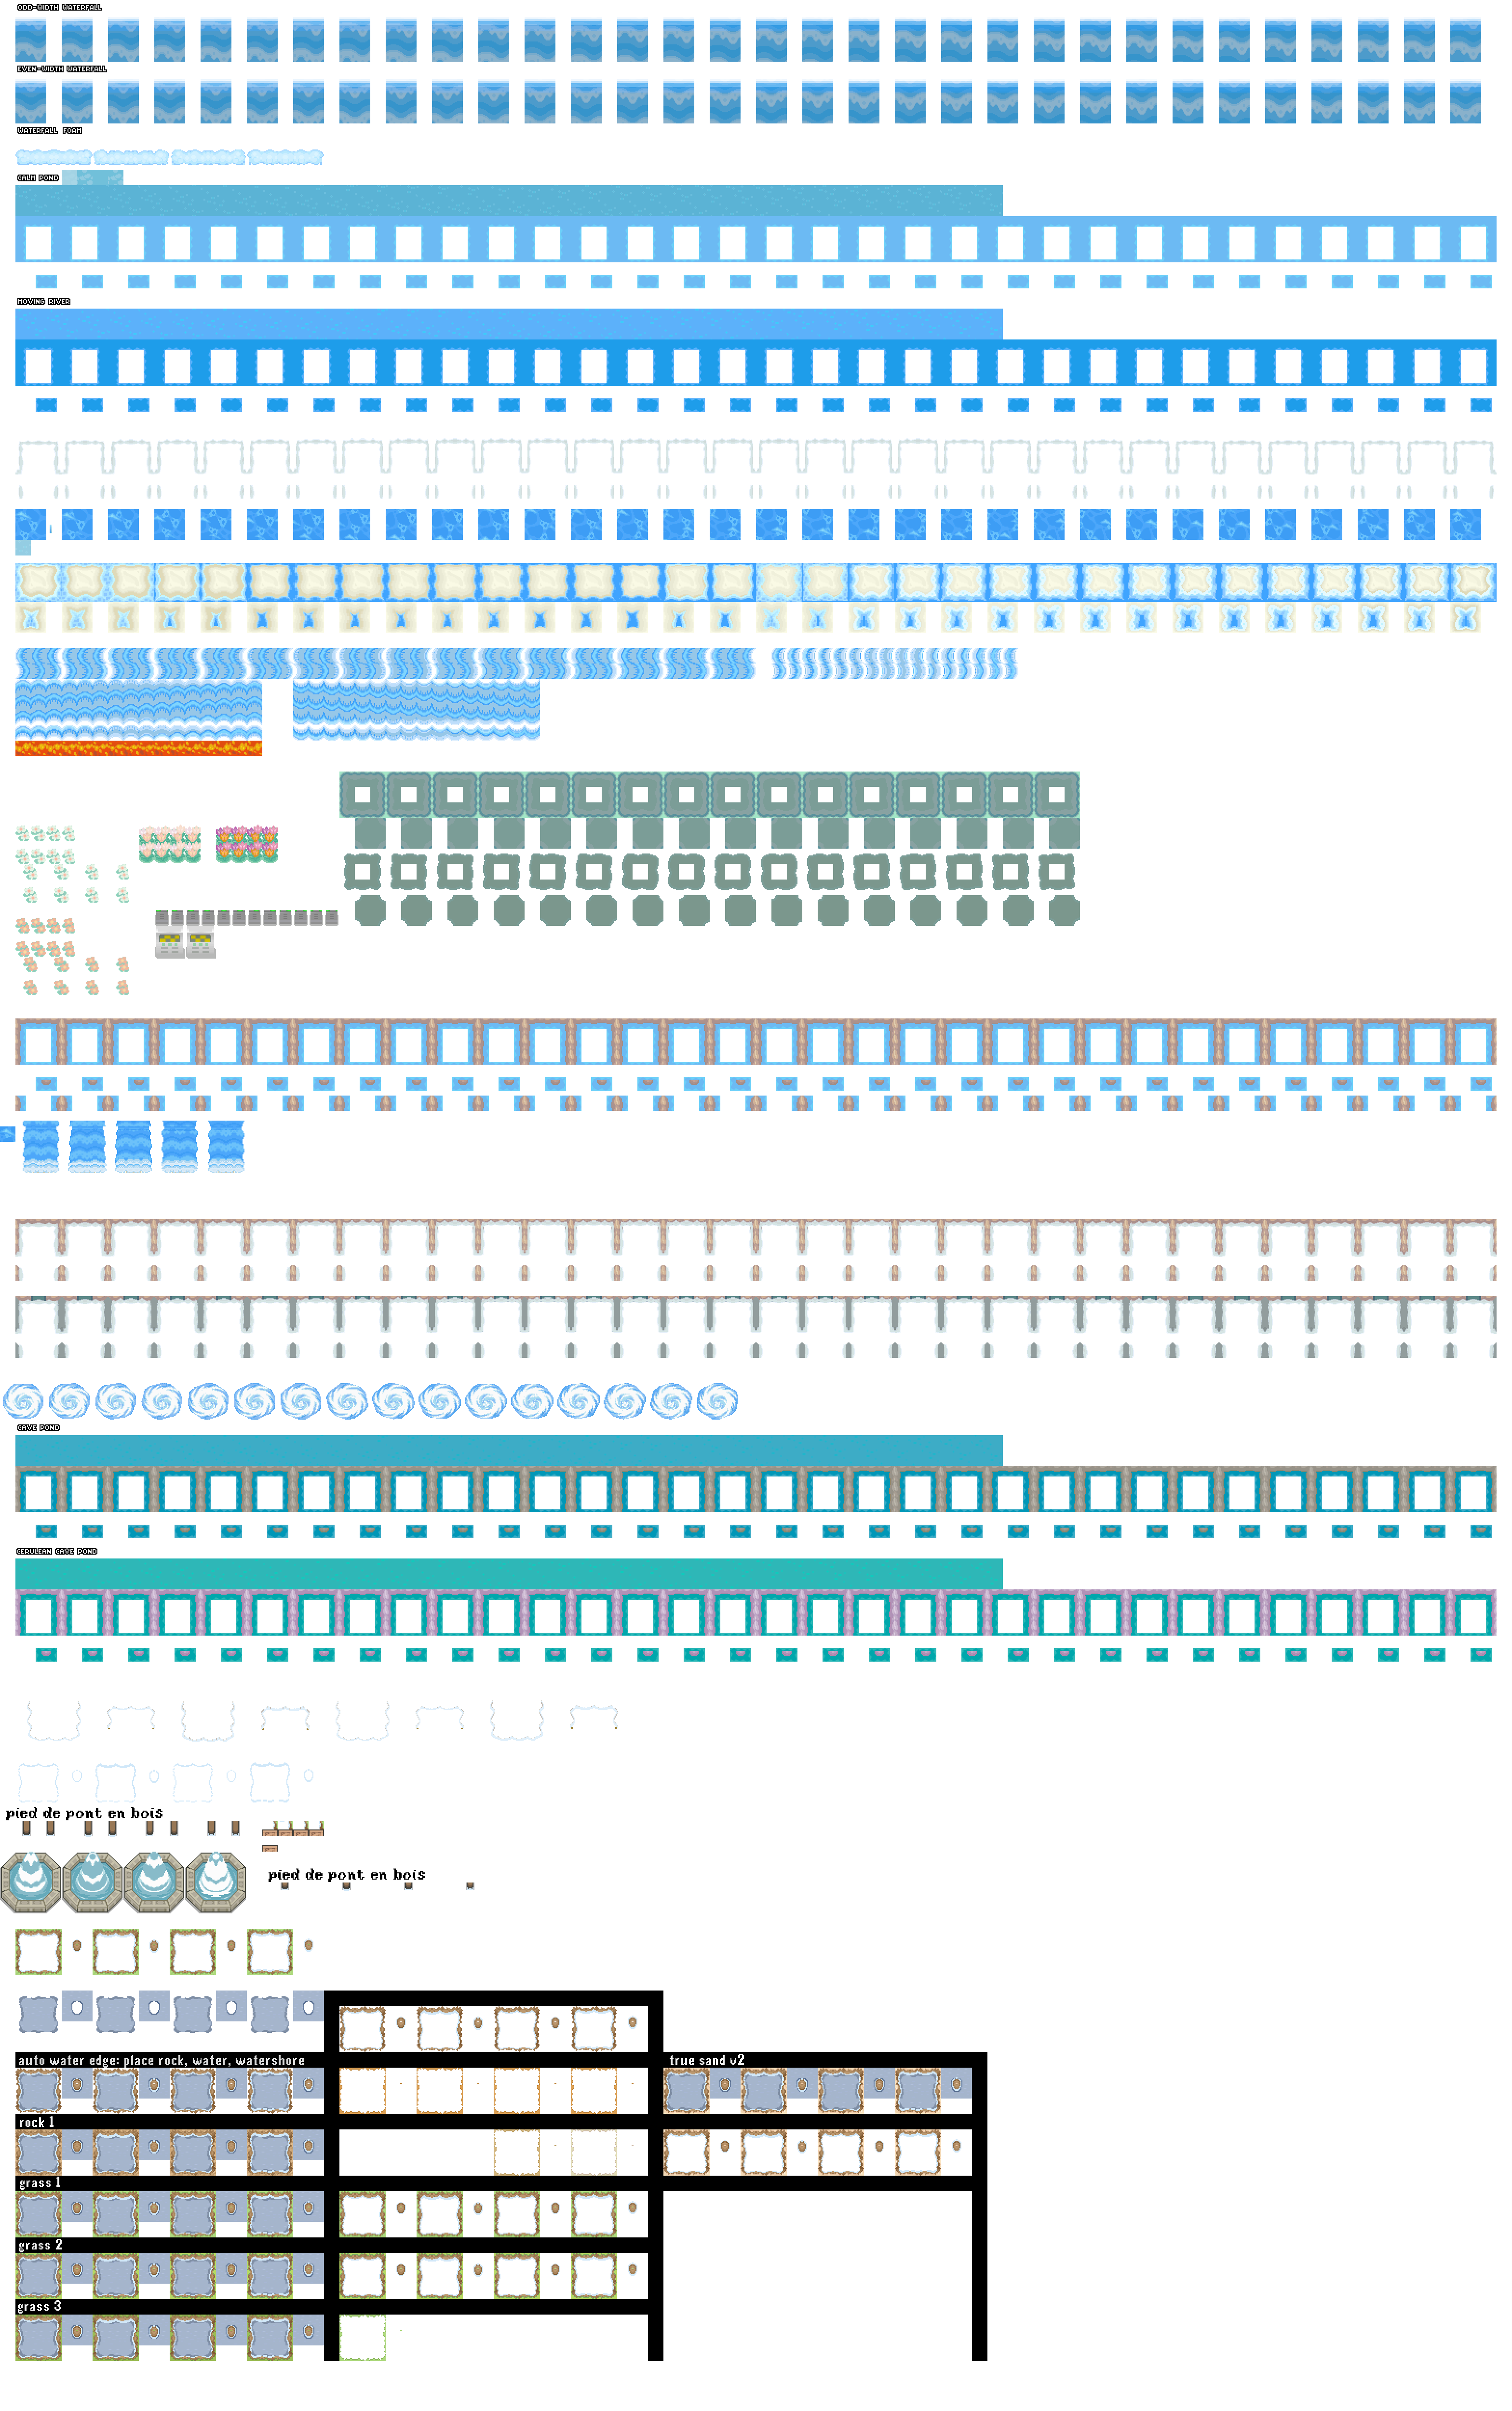 ODD-WIDTH WATERFALL
EVEN-WIDTH WATERFALL
WATERFALL FOAM
CALM POND
MOVING RIVER
CAVE POND
CERULEAN CAVE POND
pied de pont en bois
pied de pont en bois
auto water edge: place rock, water, watershore
true sand v2
rock 1
grass 1
grass 2
grass 3